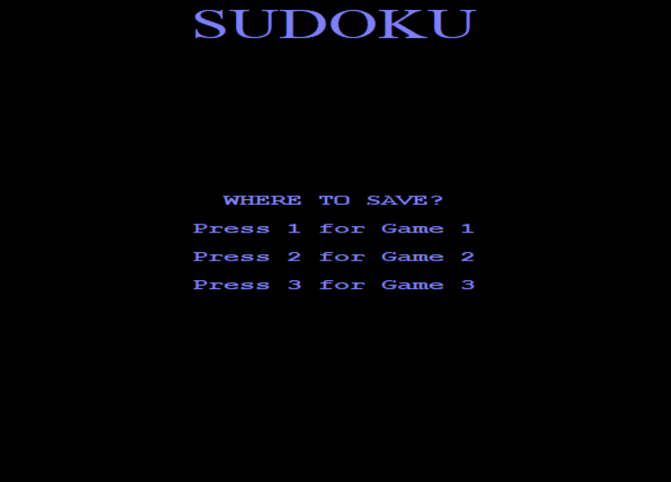 SUDOKU
WHERE TO SAVE?
Press 1 for Game 1
Press 2 for Game 2
Press 3 for Game 3